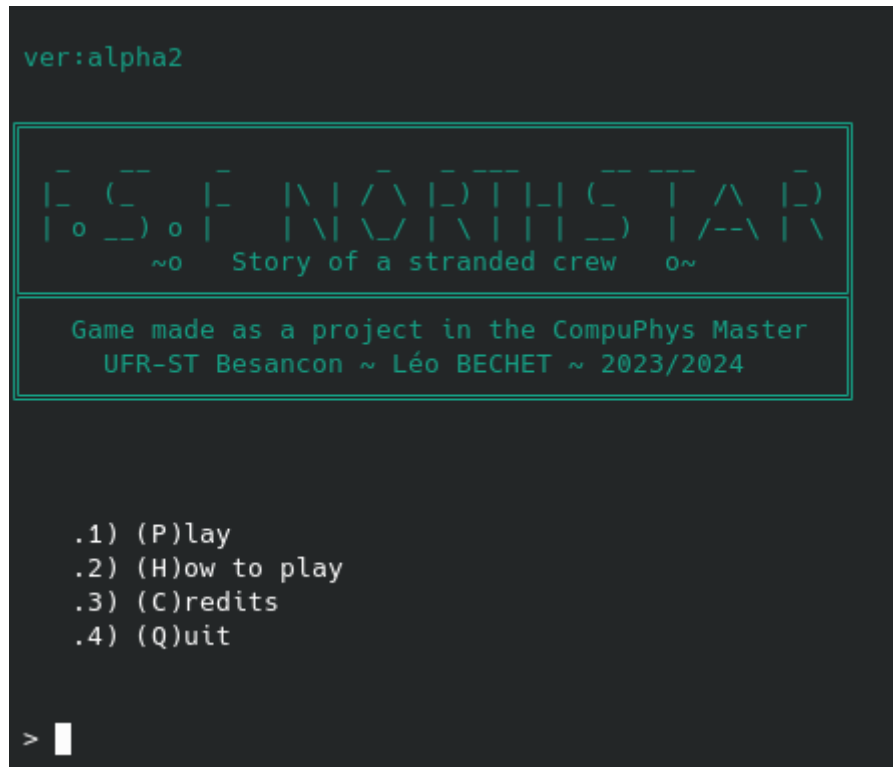 ver:alpha2
F.S.F NORTHSTAR
~o Story of a stranded crew o~
Game made as a project in the CompuPhys Master
UFR-ST Besancon ~ Léo BECHET ~ 2023/2024
.1) (P)lay
.2) (H)ow to play
.3) (C)redits
.4) (Q)uit
>